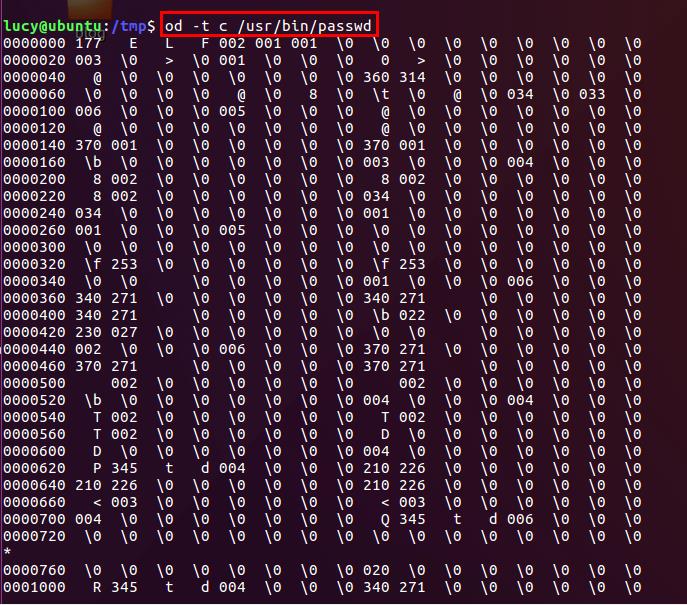 lucy@ubuntu:/tmp$ od -t c /usr/bin/passwd
0000000 177 E L F 002 001 001 \0 \0 \0 \0 \0 \0 \0 \0 \0
0000020 003 \0 > \0 001 \0 \0 \0 0 > \0 \0 \0 \0 \0 \0
0000040 @ \0 \0 \0 \0 \0 \0 \0 360 314 \0 \0 \0 \0 \0 \0
0000060 \0 \0 \0 \0 @ \0 8 \0 \t \0 @ \0 034 \0 033 \0
0000100 006 \0 \0 \0 005 \0 \0 \0 @ \0 \0 \0 \0 \0 \0 \0
0000120 @ \0 \0 \0 \0 \0 \0 \0 @ \0 \0 \0 \0 \0 \0 \0
0000140 370 001 \0 \0 \0 \0 \0 \0 370 001 \0 \0 \0 \0 \0 \0
0000160 \b \0 \0 \0 \0 \0 \0 \0 003 \0 \0 \0 004 \0 \0 \0
0000200 8 002 \0 \0 \0 \0 \0 \0 8 002 \0 \0 \0 \0 \0 \0
0000220 8 002 \0 \0 \0 \0 \0 \0 034 \0 \0 \0 \0 \0 \0 \0
0000240 034 \0 \0 \0 \0 \0 \0 \0 001 \0 \0 \0 \0 \0 \0 \0
0000260 001 \0 \0 \0 005 \0 \0 \0 \0 \0 \0 \0 \0 \0 \0 \0
0000300 \0 \0 \0 \0 \0 \0 \0 \0 \0 \0 \0 \0 \0 \0 \0 \0
0000320 \f 253 \0 \0 \0 \0 \0 \0 \f 253 \0 \0 \0 \0 \0 \0
0000340 \0 \0 \0 \0 \0 \0 \0 001 \0 \0 \0 006 \0 \0 \0
0000360 340 271 \0 \0 \0 \0 \0 \0 340 271 \0 \0 \0 \0 \0
0000400 340 271 \0 \0 \0 \0 \0 \b 022 \0 \0 \0 \0 \0 \0
0000420 230 027 \0 \0 \0 \0 \0 \0 \0 \0 \0 \0 \0 \0 \0
0000440 002 \0 \0 \0 006 \0 \0 \0 370 271 \0 \0 \0 \0 \0 \0
0000460 370 271 \0 \0 \0 \0 \0 370 271 \0 \0 \0 \0 \0
0000500 002 \0 \0 \0 \0 \0 \0 002 \0 \0 \0 \0 \0 \0
0000520 \b \0 \0 \0 \0 \0 \0 \0 004 \0 \0 \0 004 \0 \0 \0
0000540 T 002 \0 \0 \0 \0 \0 \0 T 002 \0 \0 \0 \0 \0 \0
0000560 T 002 \0 \0 \0 \0 \0 \0 D \0 \0 \0 \0 \0 \0 \0
0000600 D \0 \0 \0 \0 \0 \0 \0 004 \0 \0 \0 \0 \0 \0 \0
0000620 P 345 t d 004 \0 \0 \0 210 226 \0 \0 \0 \0 \0 \0
0000640 210 226 \0 \0 \0 \0 \0 \0 210 226 \0 \0 \0 \0 \0 \0
0000660 < 003 \0 \0 \0 \0 \0 \0 < 003 \0 \0 \0 \0 \0 \0
0000700 004 \0 \0 \0 \0 \0 \0 \0 Q 345 t d 006 \0 \0 \0
0000720 \0 \0 \0 \0 \0 \0 \0 \0 \0 \0 \0 \0 \0 \0 \0 \0
*
0000760 \0 \0 \0 \0 \0 \0 \0 \0 020 \0 \0 \0 \0 \0 \0 \0
0001000 R 345 t d 004 \0 \0 \0 340 271 \0 \0 \0 \0 \0